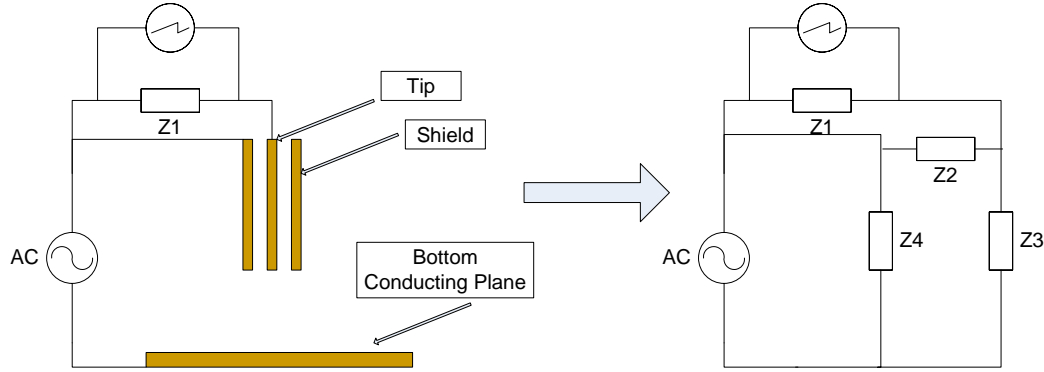 Z1
Tip
Shield
AC
Bottom
Conducting Plane
Z1
Z2
Z4
Z3
AC